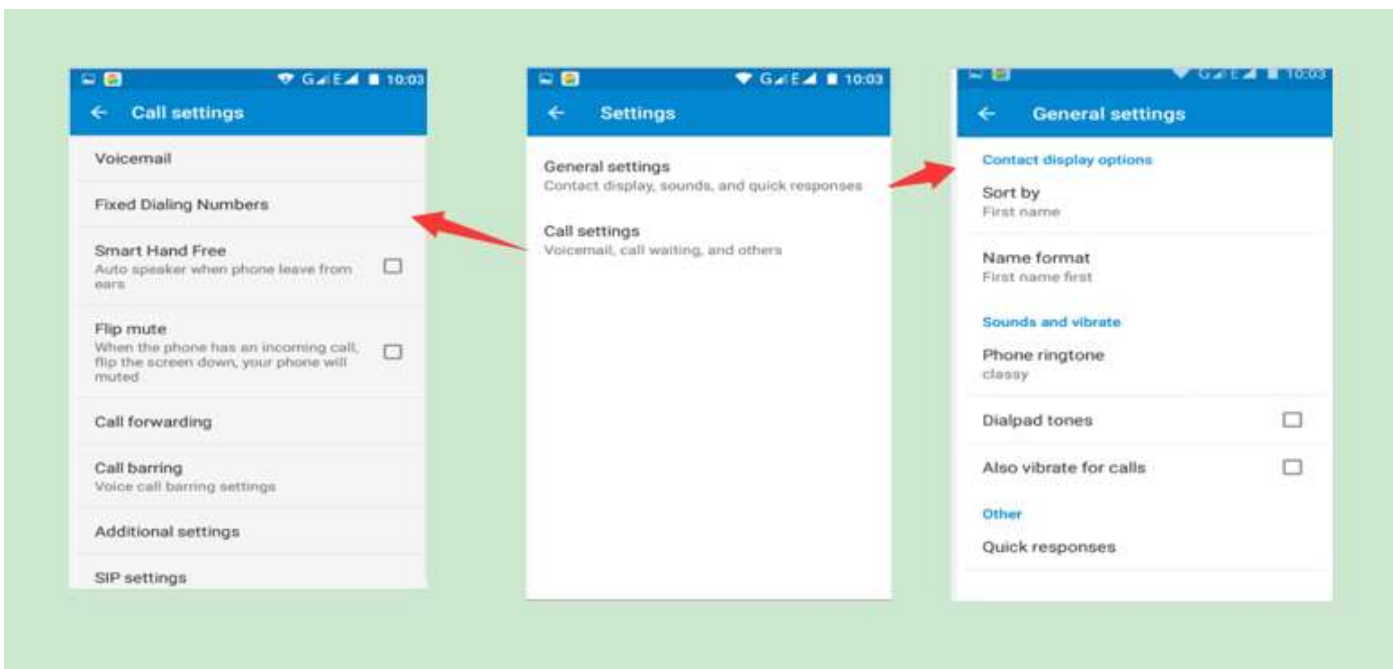 G E 10:03
Call settings
Voicemail
Fixed Dialing Numbers
Smart Hand Free
Auto speaker when phone leave from
ears
Flip mute
When the phone has an incoming call,
flip the screen down, your phone will
muted
Call forwarding
Call barring
Voice call barring settings
Additional settings
SIP settings
G E 10:03
Settings
General settings
Contact display, sounds, and quick responses
Call settings
Voicemail, call waiting, and others
G E 10:03
General settings
Contact display options
Sort by
First name
Name format
First name first
Sounds and vibrate
Phone ringtone
classy
Dialpad tones
Also vibrate for calls
Other
Quick responses